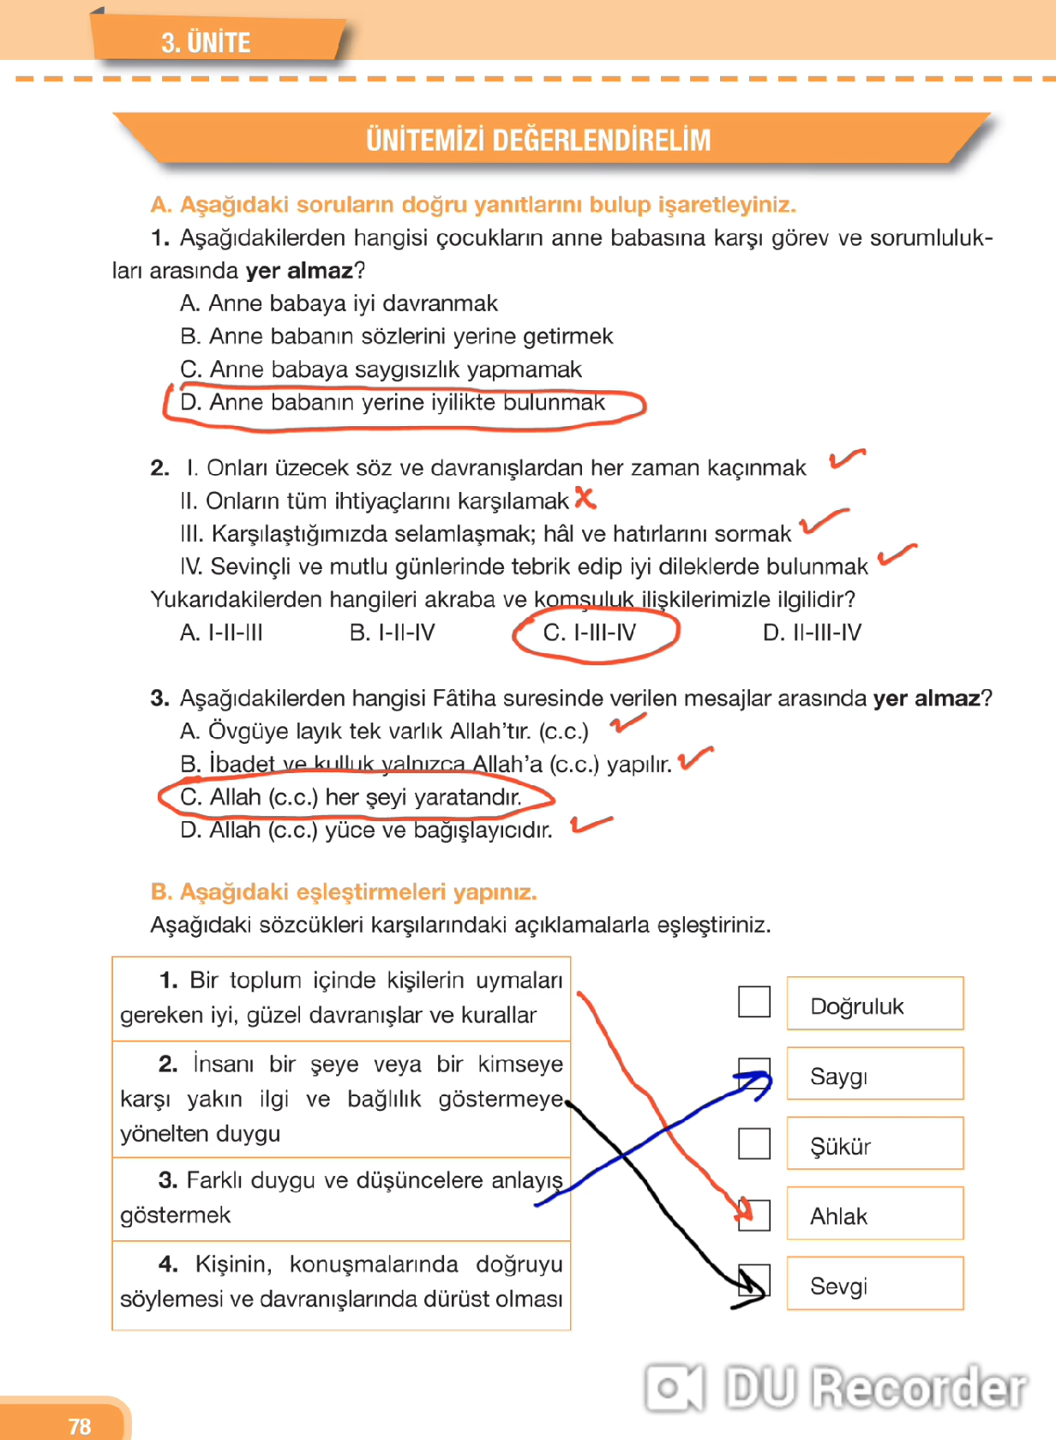 3. ÜNİTE
ÜNİTEMİZİ DEĞERLENDİRELİM
A. Aşağıdaki soruların doğru yanıtlarını bulup işaretleyiniz.
1. Aşağıdakilerden hangisi çocukların anne babasına karşı görev ve sorumluluk-
ları arasında yer almaz?
A. Anne babaya iyi davranmak
B. Anne babanın sözlerini yerine getirmek
C. Anne babaya saygısızlık yapmamak
D. Anne babanın yerine iyilikte bulunmak
2. I. Onları üzecek söz ve davranışlardan her zaman kaçınmak
II. Onların tüm ihtiyaçlarını karşılamak
III. Karşılaştığımızda selamlaşmak; hâl ve hatırlarını sormak
IV. Sevinçli ve mutlu günlerinde tebrik edip iyi dileklerde bulunmak
Yukarıdakilerden hangileri akraba ve komşuluk ilişkilerimizle ilgilidir?
A. I-II-III B. I-II-IV C. I-III-IV D. II-III-IV
3. Aşağıdakilerden hangisi Fâtiha suresinde verilen mesajlar arasında yer almaz?
A. Övgüye layık tek varlık Allah'tır. (c.c.)
B. İbadet ve kulluk yalnızca Allah'a (c.c.) yapılır.
C. Allah (c.c.) her şeyi yaratandır.
D. Allah (c.c.) yüce ve bağışlayıcıdır.
B. Aşağıdaki eşleştirmeleri yapınız.
Aşağıdaki sözcükleri karşılarındaki açıklamalarla eşleştiriniz.
1. Bir toplum içinde kişilerin uymaları
gereken iyi, güzel davranışlar ve kurallar
2. İnsanı bir şeye veya bir kimseye
karşı yakın ilgi ve bağlılık göstermeye
yönelten duygu
3. Farklı duygu ve düşüncelere anlayış
göstermek
4. Kişinin, konuşmalarında doğruyu
söylemesi ve davranışlarında dürüst olması
Doğruluk
Saygı
Şükür
Ahlak
Sevgi
DU Recorder
78